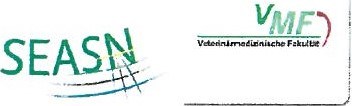 SEASN
VMF
Veterinärmedizinische Fakultät